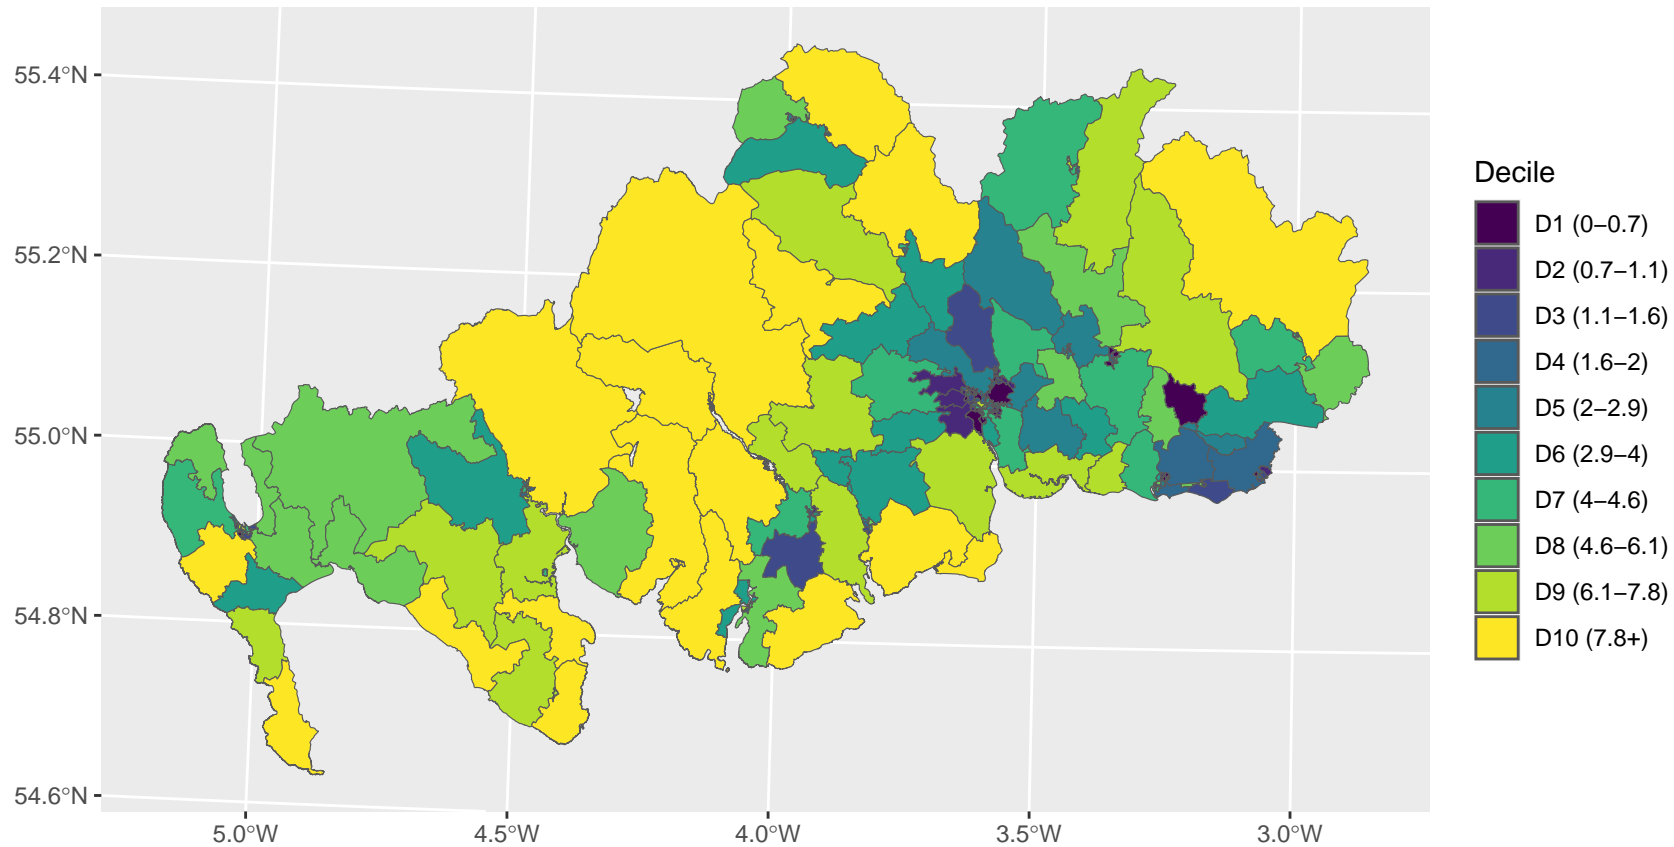 55.4°N
55.2°N
55.0°N
54.8°N
54.6°N
5.0°W 4.5°W 4.0°W 3.5°W 3.0°W
Decile
D1 (0–0.7)
D2 (0.7–1.1)
D3 (1.1–1.6)
D4 (1.6–2)
D5 (2–2.9)
D6 (2.9–4)
D7 (4–4.6)
D8 (4.6–6.1)
D9 (6.1–7.8)
D10 (7.8+)